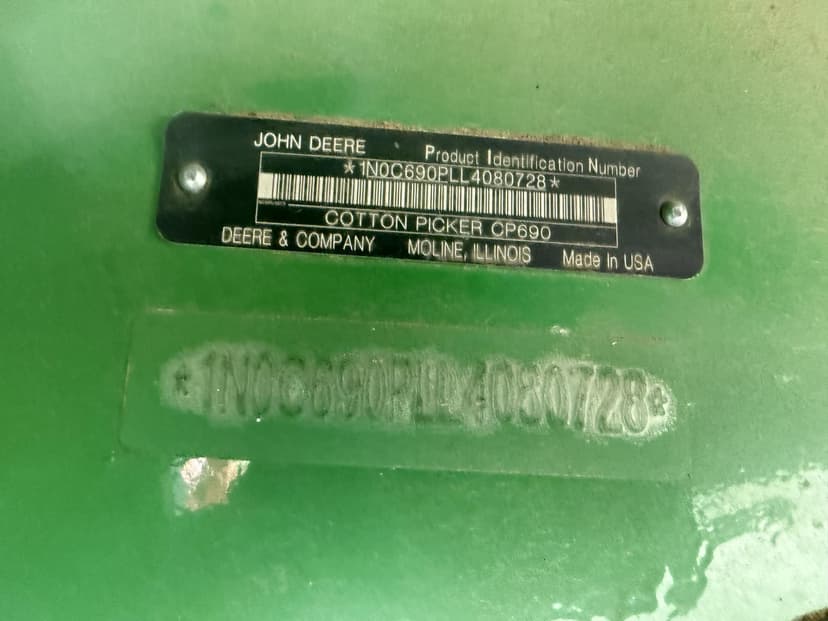 JOHN DEERE Product Identification Number
*1N0C690PLL4080728*
COTTON PICKER CP690
DEERE & COMPANY MOLINE, ILLINOIS Made In USA
*1N0C690PLL4080728*